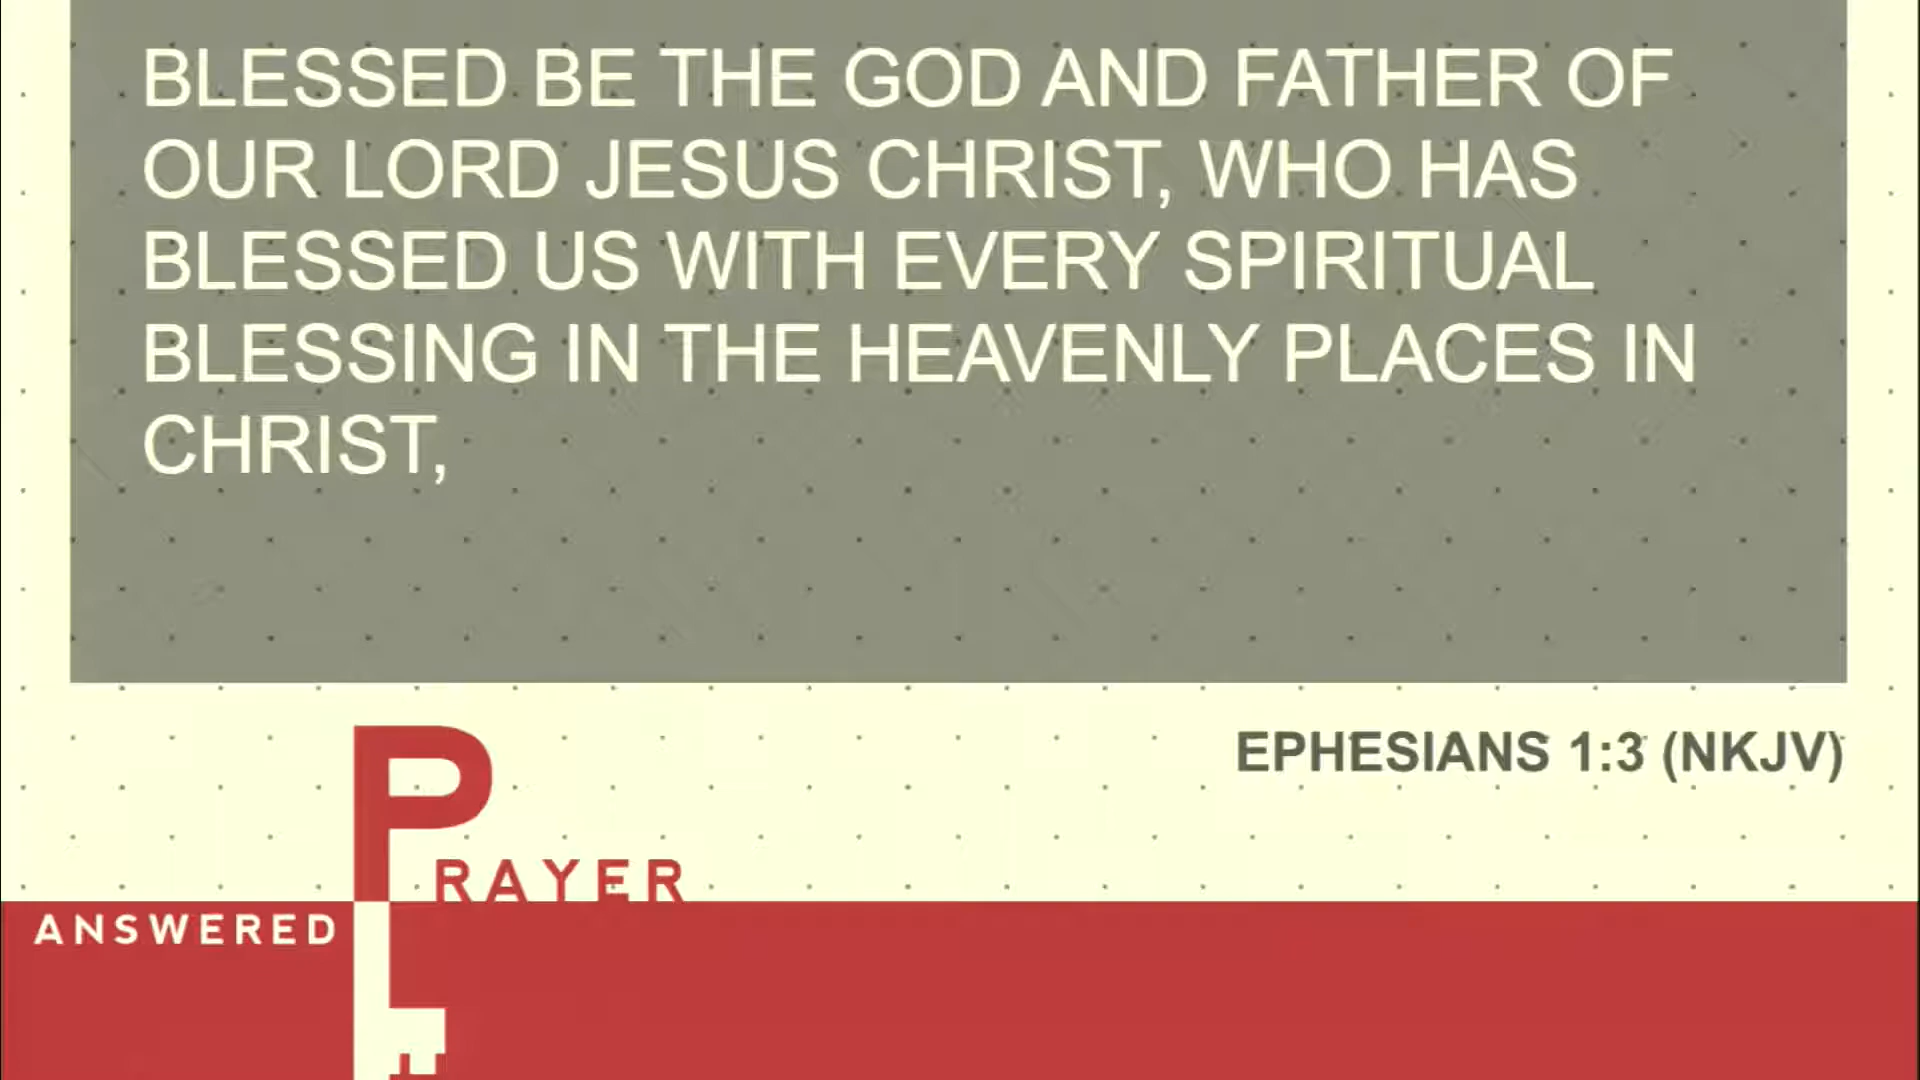 BLESSED BE THE GOD AND FATHER OF
OUR LORD JESUS CHRIST, WHO HAS
BLESSED US WITH EVERY SPIRITUAL
BLESSING IN THE HEAVENLY PLACES IN
CHRIST,
EPHESIANS 1:3 (NKJV)
ANSWERED
PRAYER